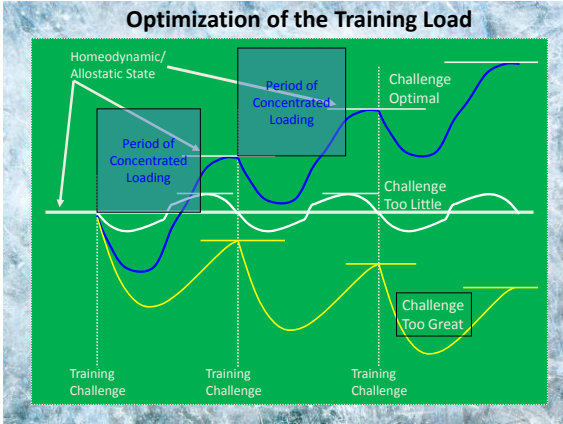 Optimization of the Training Load
Homeodynamic/
Allostatic State
Period of
Concentrated
Loading
Challenge
Optimal
Period of
Concentrated
Loading
Challenge
Too Little
Challenge
Too Great
Training
Challenge
Training
Challenge
Training
Challenge